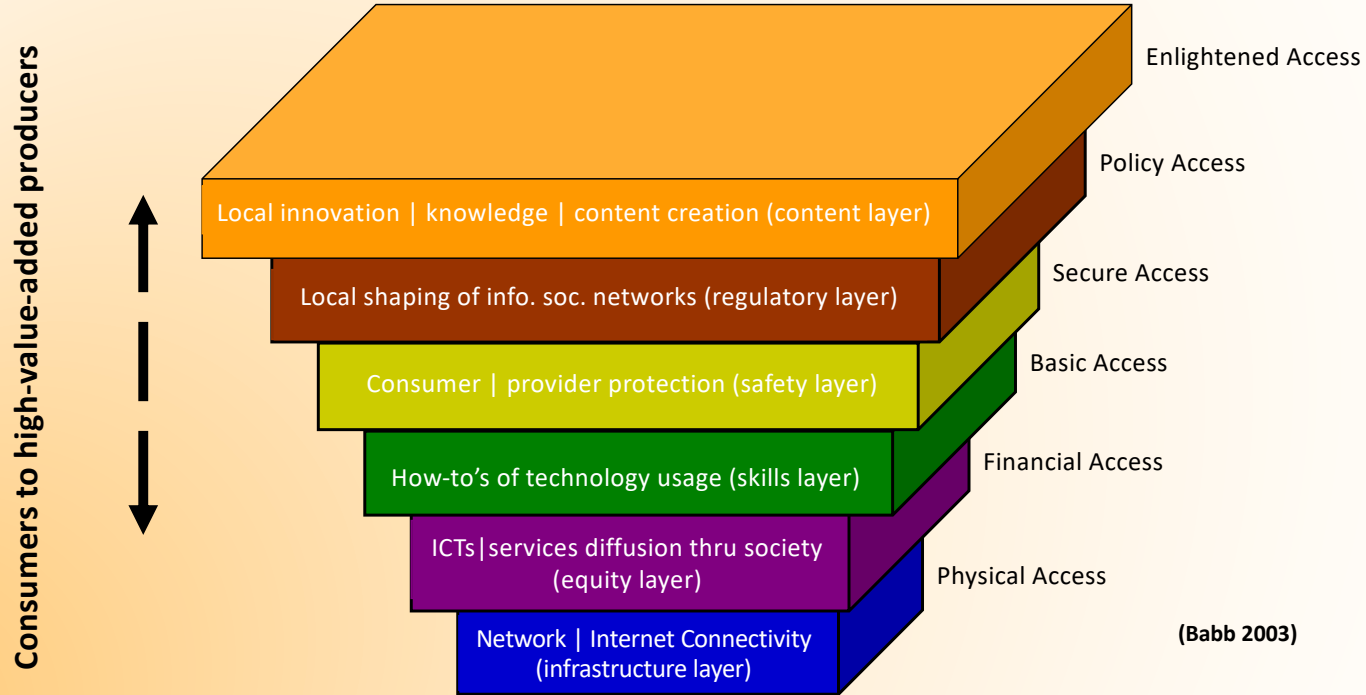 Consumers to high-value-added producers
Enlightened Access
Local innovation | knowledge | content creation (content layer)
Policy Access
Local shaping of info. soc. networks (regulatory layer)
Secure Access
Consumer | provider protection (safety layer)
Basic Access
How-to’s of technology usage (skills layer)
Financial Access
ICTs|services diffusion thru society
(equity layer)
Physical Access
Network | Internet Connectivity
(infrastructure layer)
(Babb 2003)